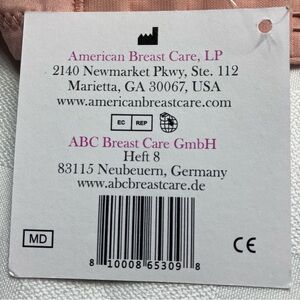 American Breast Care, LP
2140 Newmarket Pkwy, Ste. 112
Marietta, GA 30067, USA
www.americanbreastcare.com
EC REP
ABC Breast Care GmbH
Heft 8
83115 Neubeuern, Germany
www.abcbreastcare.de
MD
CE
8 10008 65309 8